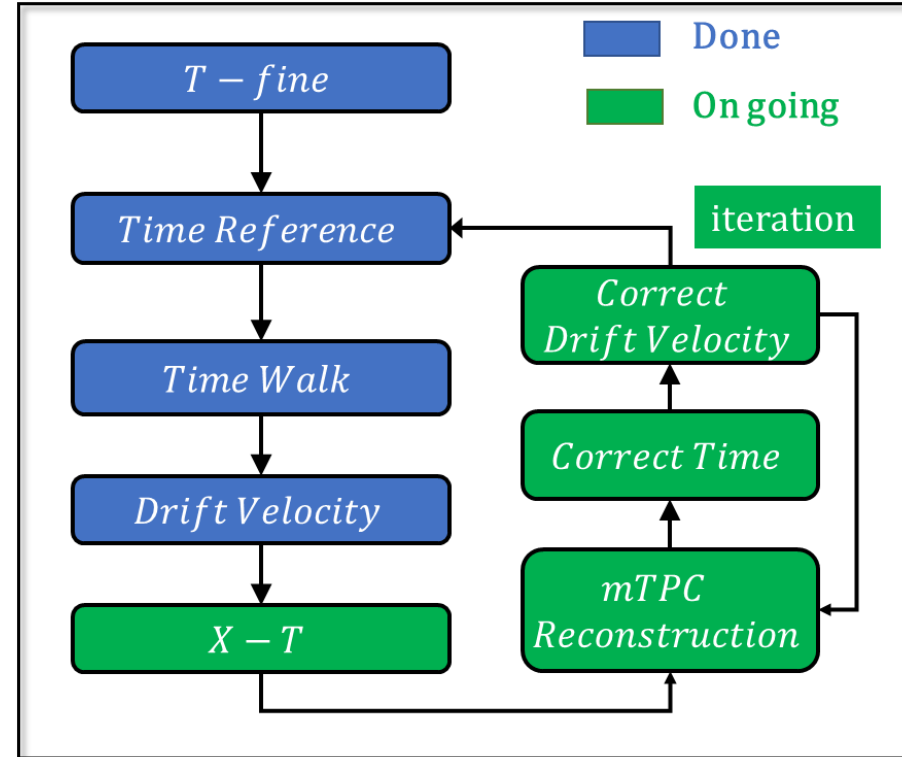 T − fine
Time Reference
Time Walk
Drift Velocity
X − T
Done
On going
iteration
Correct
Drift Velocity
Correct Time
mTPC
Reconstruction